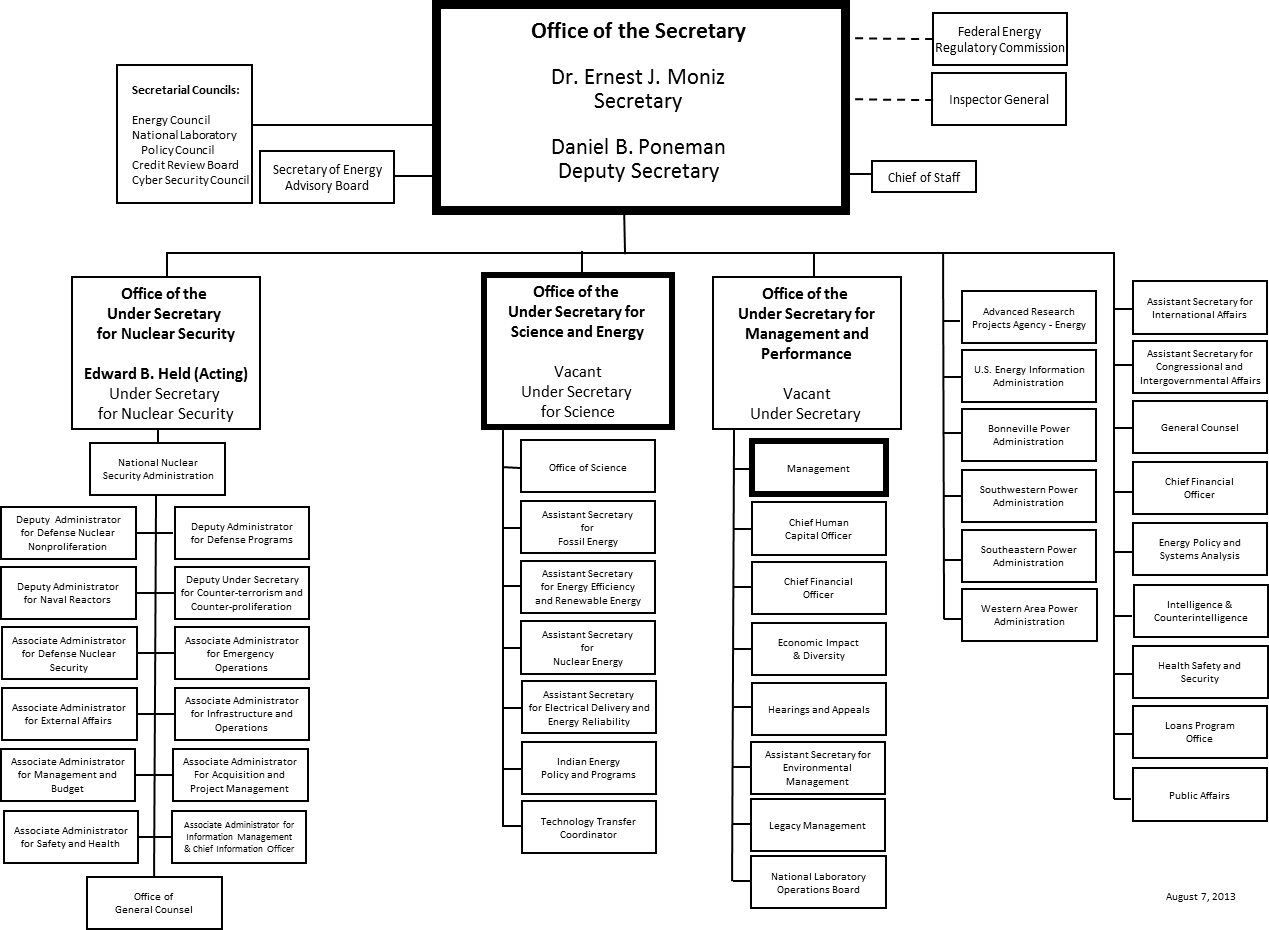 Office of the Secretary
Dr. Ernest J. Moniz
Secretary
Daniel B. Poneman
Deputy Secretary
Federal Energy
Regulatory Commission
Inspector General
Chief of Staff
Secretarial Councils:
Energy Council
National Laboratory
Policy Council
Credit Review Board
Cyber Security Council
Secretary of Energy
Advisory Board
Office of the
Under Secretary
for Nuclear Security
Edward B. Held (Acting)
Under Secretary
for Nuclear Security
National Nuclear
Security Administration
Deputy Administrator
for Defense Nuclear
Nonproliferation
Deputy Administrator
for Defense Programs
Deputy Administrator
for Naval Reactors
Deputy Under Secretary
for Counter-terrorism and
Counter-proliferation
Associate Administrator
for Defense Nuclear
Security
Associate Administrator
for Emergency
Operations
Associate Administrator
for External Affairs
Associate Administrator
for Infrastructure and
Operations
Associate Administrator
for Management and
Budget
Associate Administrator
For Acquisition and
Project Management
Associate Administrator
for Safety and Health
Associate Administrator for
Information Management
& Chief Information Officer
Office of
General Counsel
Office of the
Under Secretary for
Science and Energy
Vacant
Under Secretary
for Science
Office of Science
Assistant Secretary
for
Fossil Energy
Assistant Secretary
for Energy Efficiency
and Renewable Energy
Assistant Secretary
for
Nuclear Energy
Assistant Secretary
for Electrical Delivery and
Energy Reliability
Indian Energy
Policy and Programs
Technology Transfer
Coordinator
Office of the
Under Secretary for
Management and
Performance
Vacant
Under Secretary
Management
Chief Human
Capital Officer
Chief Financial
Officer
Economic Impact
& Diversity
Hearings and Appeals
Assistant Secretary for
Environmental
Management
Legacy Management
National Laboratory
Operations Board
Advanced Research
Projects Agency - Energy
U.S. Energy Information
Administration
Bonneville Power
Administration
Southwestern Power
Administration
Southeastern Power
Administration
Western Area Power
Administration
Assistant Secretary for
International Affairs
Assistant Secretary for
Congressional and
Intergovernmental Affairs
General Counsel
Chief Financial
Officer
Energy Policy and
Systems Analysis
Intelligence &
Counterintelligence
Health Safety and
Security
Loans Program
Office
Public Affairs
August 7, 2013